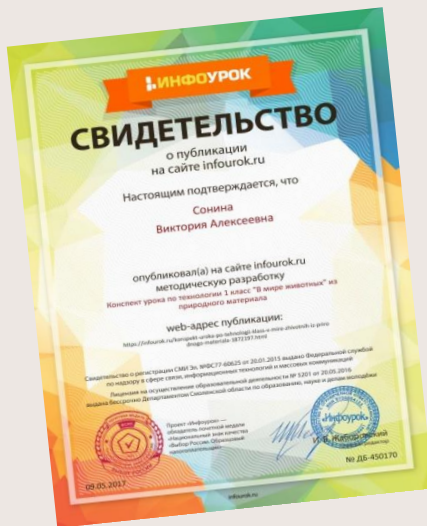 ИНФОУРОК
СВИДЕТЕЛЬСТВО
о публикации
на сайте infourok.ru
Настоящим подтверждается, что
Сонина
Виктория Алексеевна
опубликовал(а) на сайте infourok.ru
методическую разработку
Конспект урока по технологии 1 класс "В мире животных" из
природного материала
web-адрес публикации:
Свидетельство о регистрации СМИ Эл. №ФС77-60625 от 20.01.2015 выдано Федеральной службой
по надзору в сфере связи, информационных технологий и массовых коммуникаций
Лицензия на осуществление образовательной деятельности № 5201 от 20.05.2016
выдана бессрочно Департаментом Смоленской области по образованию, науке и делам молодёжи
Проект «Инфоурок» —
обладатель почётной медали
«Национальный знак качества
«Выбор России. Образцовый
«Инфоурок»
И. В. Жаборовский
09.05.2017
№ ДБ-450170
infourok.ru